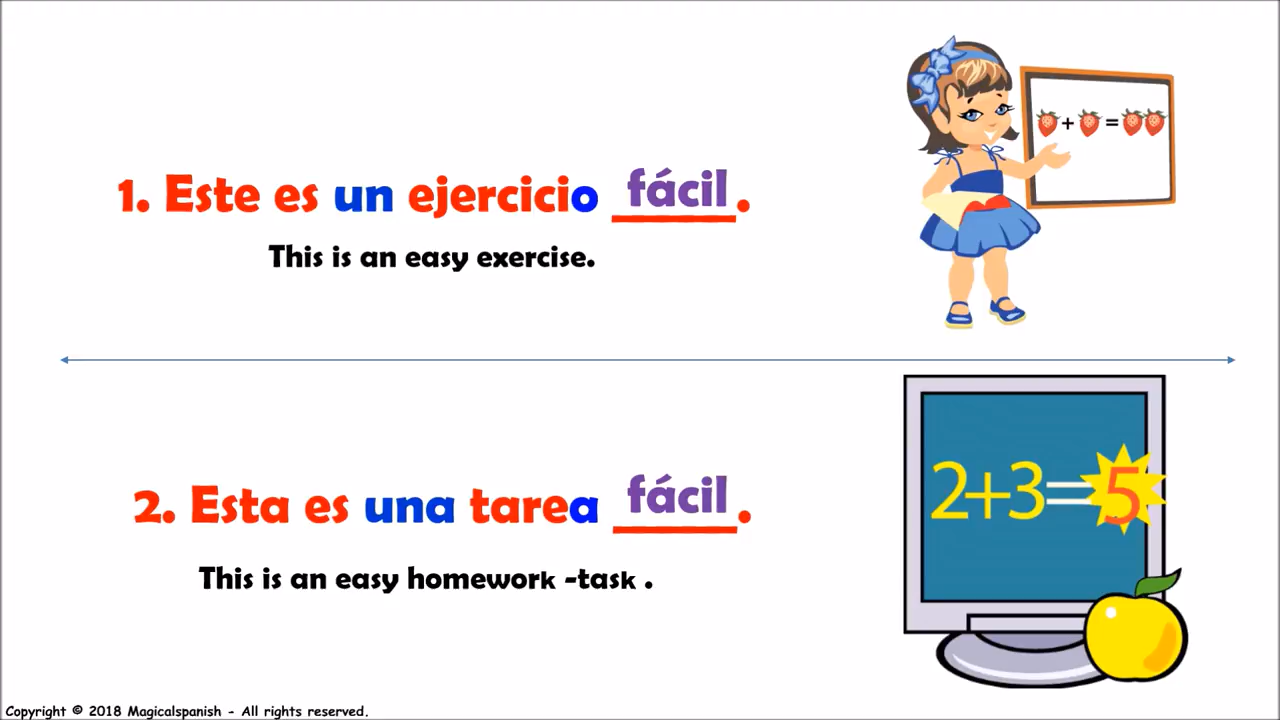 1. Este es un ejercicio fácil.
This is an easy exercise.
+ =
2. Esta es una tarea fácil.
This is an easy homework -task .
2+3=5
Copyright © 2018 Magicalspanish - All rights reserved.